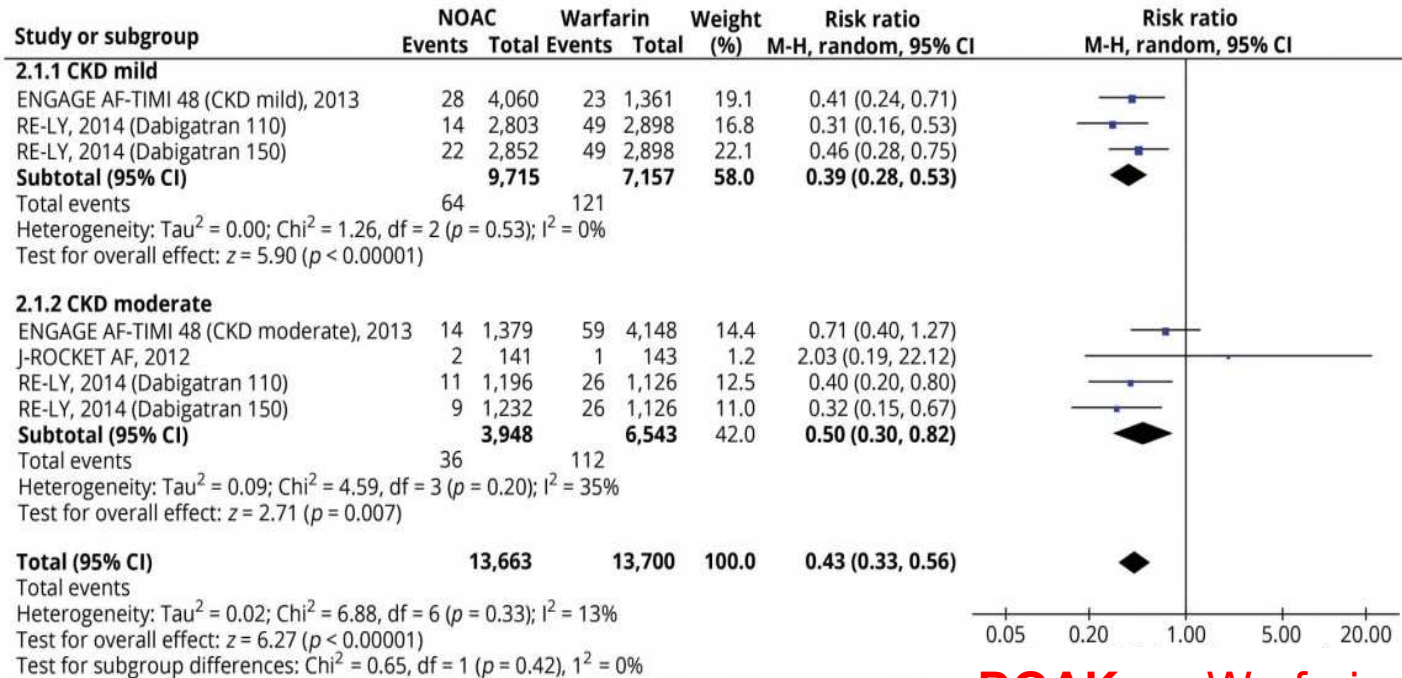 NOAC Warfarin Weight Risk ratio Risk ratio
Study or subgroup Events Total Events Total (%) M-H, random, 95% CI M-H, random, 95% CI
2.1.1 CKD mild
ENGAGE AF-TIMI 48 (CKD mild), 2013 28 4,060 23 1,361 19.1 0.41 (0.24, 0.71)
RE-LY, 2014 (Dabigatran 110) 14 2,803 49 2,898 16.8 0.31 (0.16, 0.53)
RE-LY, 2014 (Dabigatran 150) 22 2,852 49 2,898 22.1 0.46 (0.28, 0.75)
Subtotal (95% CI) 9,715 7,157 58.0 0.39 (0.28, 0.53)
Total events 64 121
Heterogeneity: Tau² = 0.00; Chi² = 1.26, df = 2 (p = 0.53); I² = 0%
Test for overall effect: z = 5.90 (p < 0.00001)
2.1.2 CKD moderate
ENGAGE AF-TIMI 48 (CKD moderate), 2013 14 1,379 59 4,148 14.4 0.71 (0.40, 1.27)
J-ROCKET AF, 2012 2 141 1 143 1.2 2.03 (0.19, 22.12)
RE-LY, 2014 (Dabigatran 110) 11 1,196 26 1,126 12.5 0.40 (0.20, 0.80)
RE-LY, 2014 (Dabigatran 150) 9 1,232 26 1,126 11.0 0.32 (0.15, 0.67)
Subtotal (95% CI) 3,948 6,543 42.0 0.50 (0.30, 0.82)
Total events 36 112
Heterogeneity: Tau² = 0.09; Chi² = 4.59, df = 3 (p = 0.20); I² = 35%
Test for overall effect: z = 2.71 (p = 0.007)
Total (95% CI) 13,663 13,700 100.0 0.43 (0.33, 0.56)
Total events
Heterogeneity: Tau² = 0.02; Chi² = 6.88, df = 6 (p = 0.33); I² = 13%
Test for overall effect: z = 6.27 (p < 0.00001)
Test for subgroup differences: Chi² = 0.65, df = 1 (p = 0.42), 1² = 0%
0.05 0.20 1.00 5.00 20.00